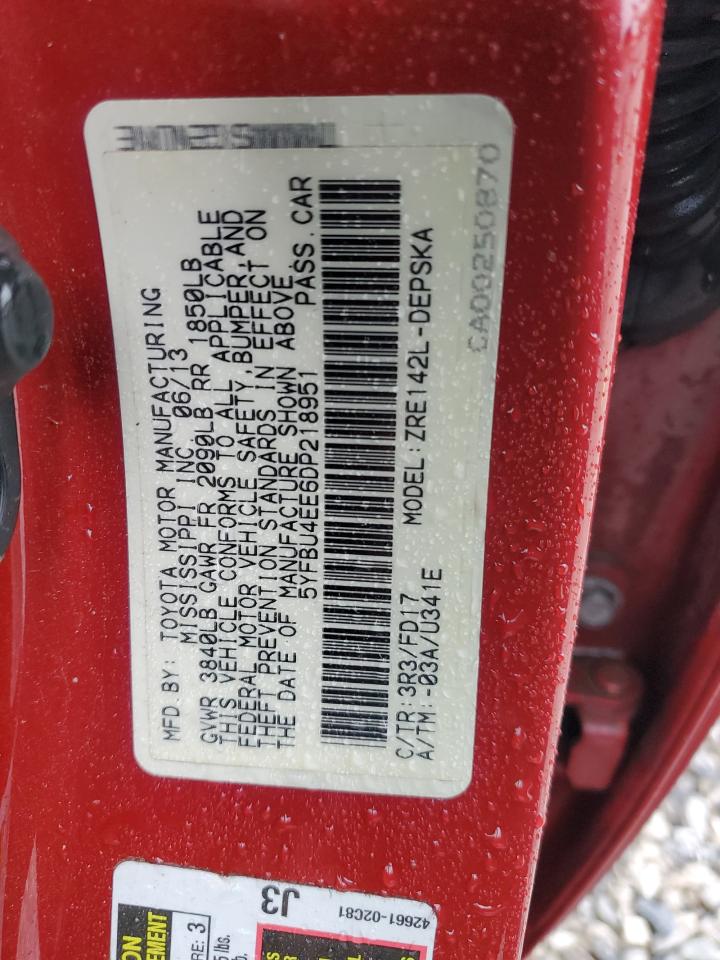 MFD. BY: TOYOTA MOTOR MANUFACTURING
MISSISSIPPI INC 06/13
GVWR 3840LB GAWR FR 2090LB RR 1850LB
THIS VEHICLE CONFORMS TO ALL APPLICABLE
FEDERAL MOTOR VEHICLE SAFETY, BUMPER, AND
THEFT PREVENTION STANDARDS IN EFFECT ON
THE DATE OF MANUFACTURE SHOWN ABOVE.
5YFBU4EE6DP218951 PASS. CAR
C/TR: 3R3/FD17 MODEL: ZRE142L-DEPSKA
A/TM: -03A/U341E
CA00250870
J3
42661-02C81